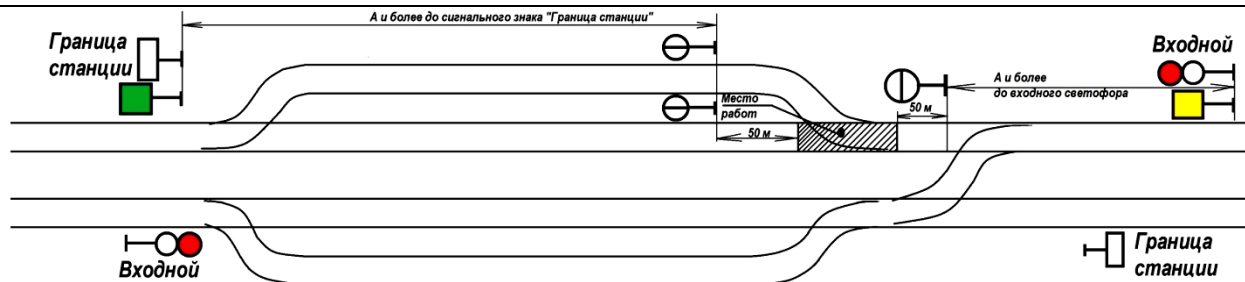 А и более до сигнального знака "Граница станции"
Граница
станции
Входной
А и более
до входного светофора
Место
работ
50 м
50 м
Входной
Граница
станции